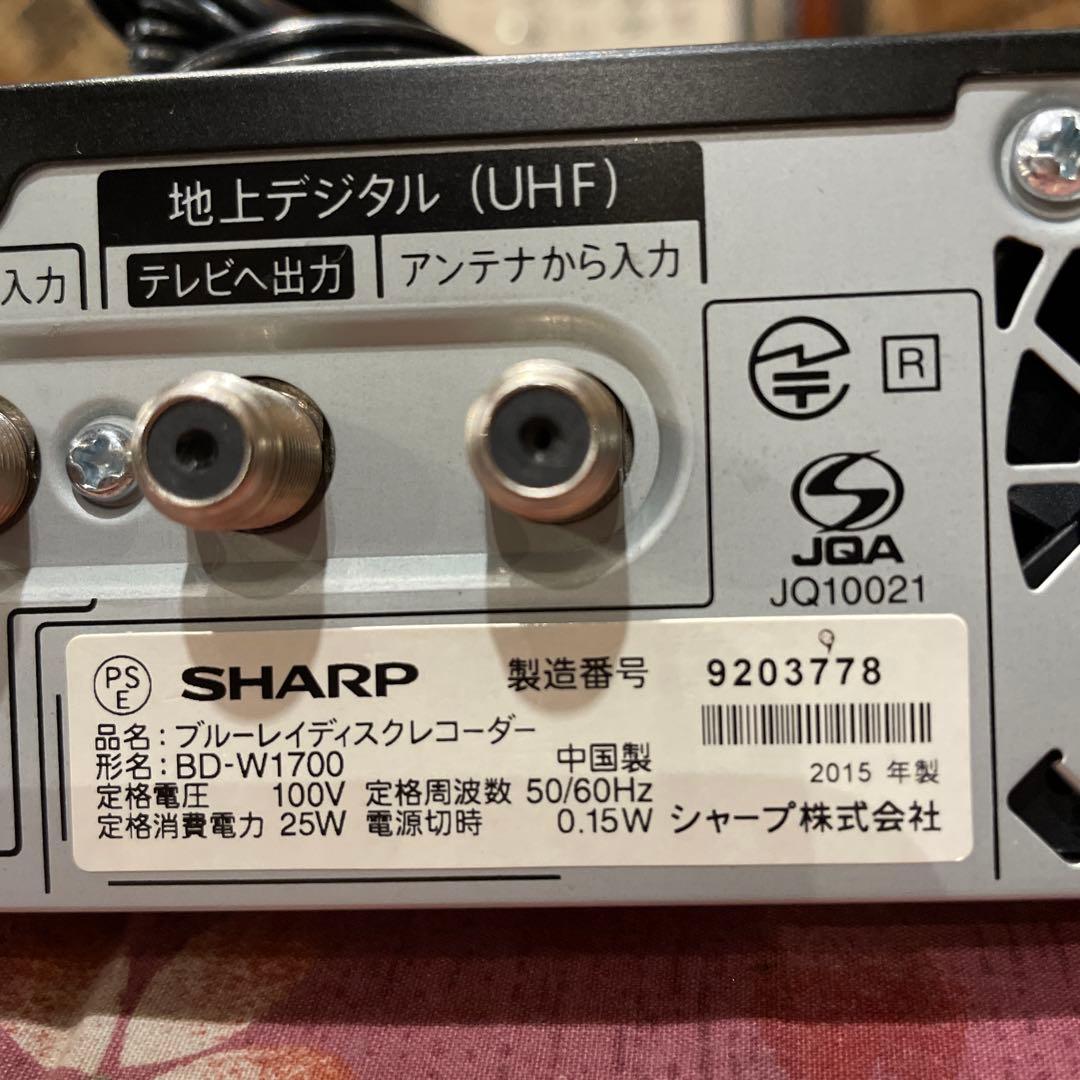 地上デジタル（UHF）
入力
テレビへ出力
アンテナから入力
R
JQA
JQ10021
PS
E
SHARP
製造番号
9
9203778
品名：ブルーレイディスクレコーダー
形名：BD-W1700
中国製
2015 年製
定格電圧 100V 定格周波数 50/60Hz
定格消費電力 25W 電源切時 0.15W シャープ株式会社